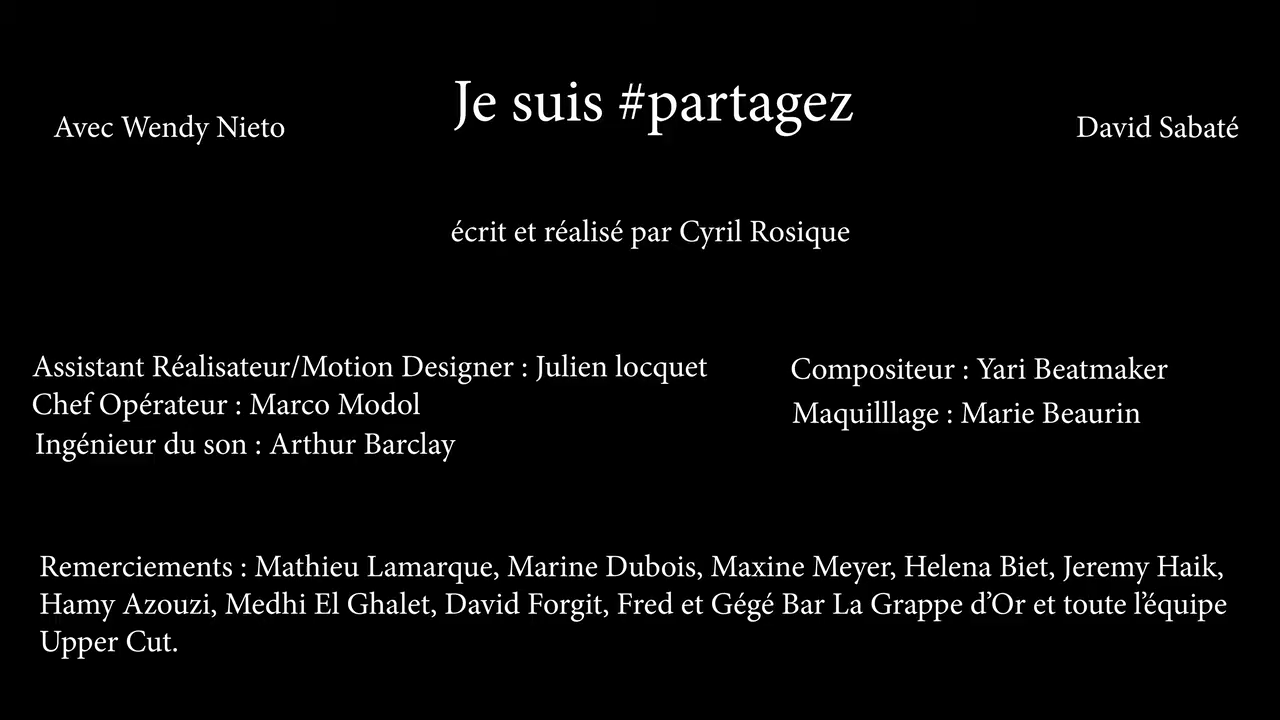 Je suis #partagez
Avec Wendy Nieto
David Sabaté
écrit et réalisé par Cyril Rosique
Assistant Réalisateur/Motion Designer : Julien locquet
Chef Opérateur : Marco Modol
Ingénieur du son : Arthur Barclay
Compositeur : Yari Beatmaker
Maquilllage : Marie Beaurin
Remerciements : Mathieu Lamarque, Marine Dubois, Maxine Meyer, Helena Biet, Jeremy Haik,
Hamy Azouzi, Medhi El Ghalet, David Forgit, Fred et Gégé Bar La Grappe d’Or et toute l’équipe
Upper Cut.